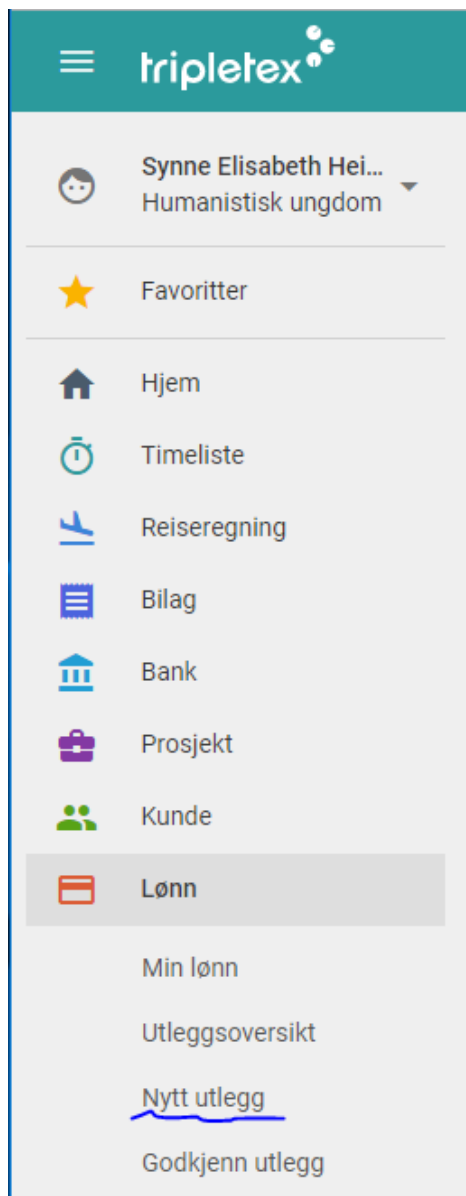 tripletex
Synne Elisabeth Hei...
Humanistisk ungdom
Favoritter
Hjem
Timeliste
Reiseregning
Bilag
Bank
Prosjekt
Kunde
Lønn
Min lønn
Utleggsoversikt
Nytt utlegg
Godkjenn utlegg